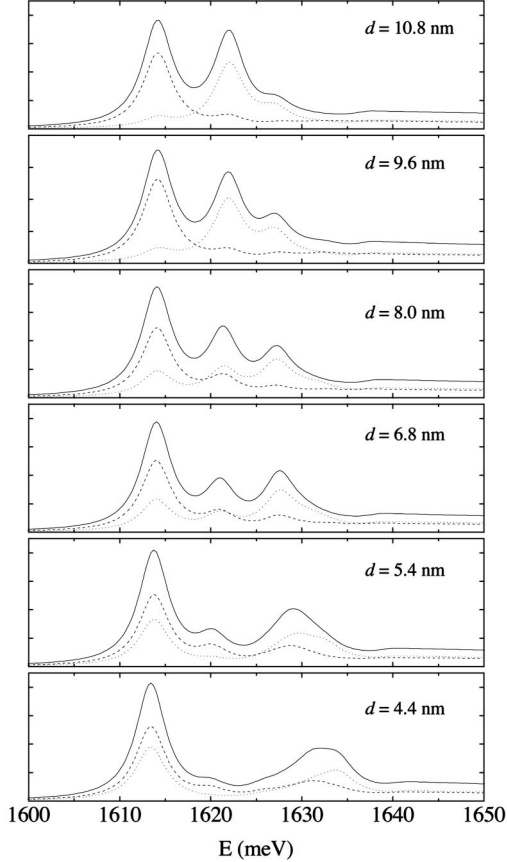 d = 10.8 nm
d = 9.6 nm
d = 8.0 nm
d = 6.8 nm
d = 5.4 nm
d = 4.4 nm
1600 1610 1620 1630 1640 1650
E (meV)